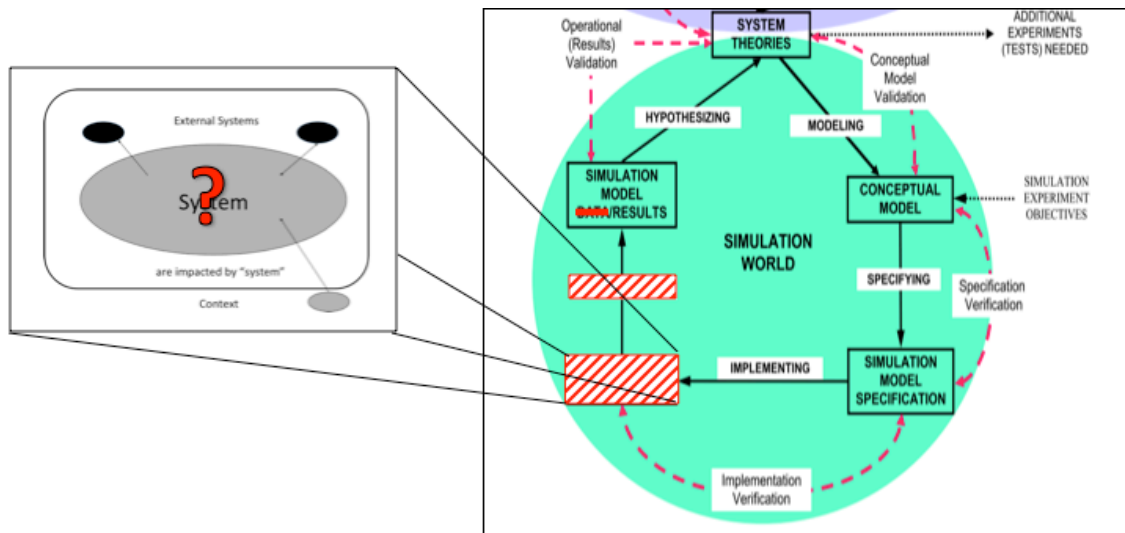 External Systems
System
are impacted by "system"
Context
Operational
(Results)
Validation
SYSTEM
THEORIES
ADDITIONAL
EXPERIMENTS
(TESTS) NEEDED
Conceptual
Model
Validation
HYPOTHESIZING
MODELING
SIMULATION
MODEL
DATA/RESULTS
CONCEPTUAL
MODEL
SIMULATION
EXPERIMENT
OBJECTIVES
SIMULATION
WORLD
SPECIFYING
Specification
Verification
IMPLEMENTING
SIMULATION
MODEL
SPECIFICATION
Implementation
Verification
?